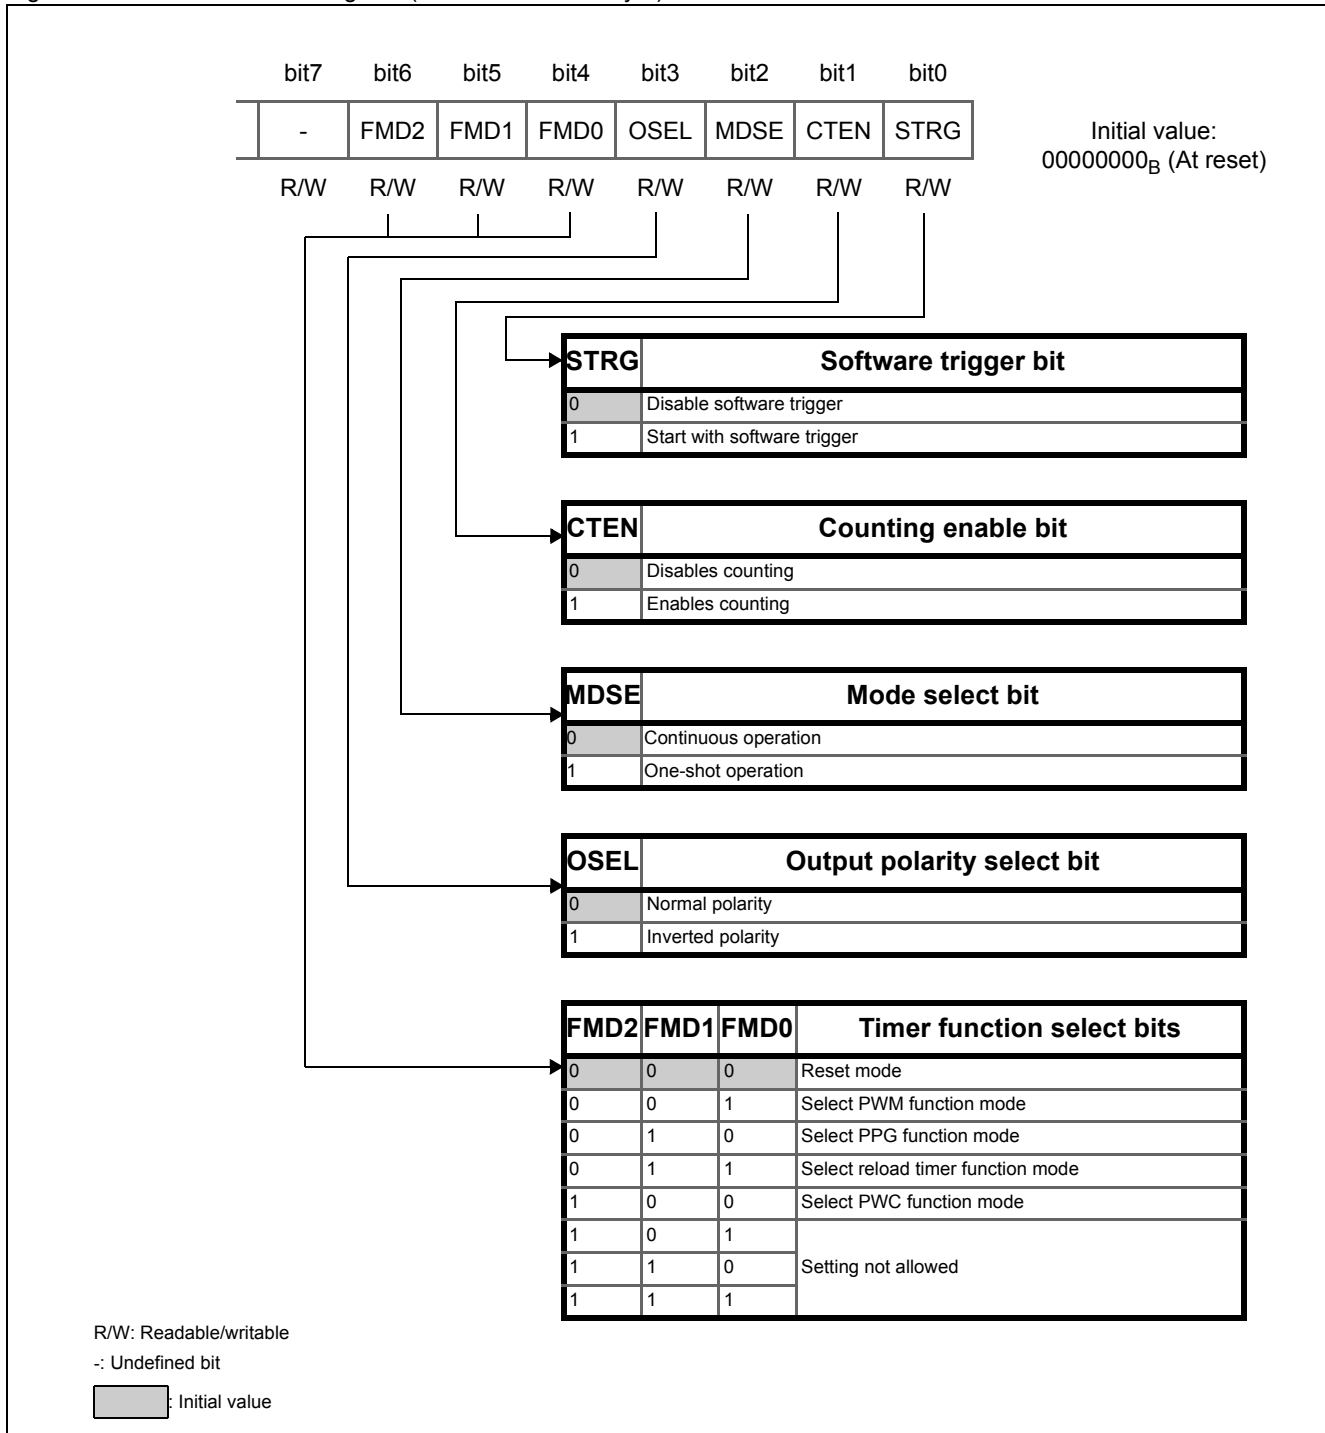 bit7 bit6 bit5 bit4 bit3 bit2 bit1 bit0
- FMD2 FMD1 FMD0 OSEL MDSE CTEN STRG
Initial value:
00000000B (At reset)
R/W R/W R/W R/W R/W R/W R/W R/W
STRG Software trigger bit
0 Disable software trigger
1 Start with software trigger
CTEN Counting enable bit
0 Disables counting
1 Enables counting
MDSE Mode select bit
0 Continuous operation
1 One-shot operation
OSEL Output polarity select bit
0 Normal polarity
1 Inverted polarity
FMD2 FMD1 FMD0 Timer function select bits
0 0 0 Reset mode
0 0 1 Select PWM function mode
0 1 0 Select PPG function mode
0 1 1 Select reload timer function mode
1 0 0 Select PWC function mode
1 0 1
1 1 0 Setting not allowed
1 1 1
R/W: Readable/writable
-: Undefined bit
: Initial value